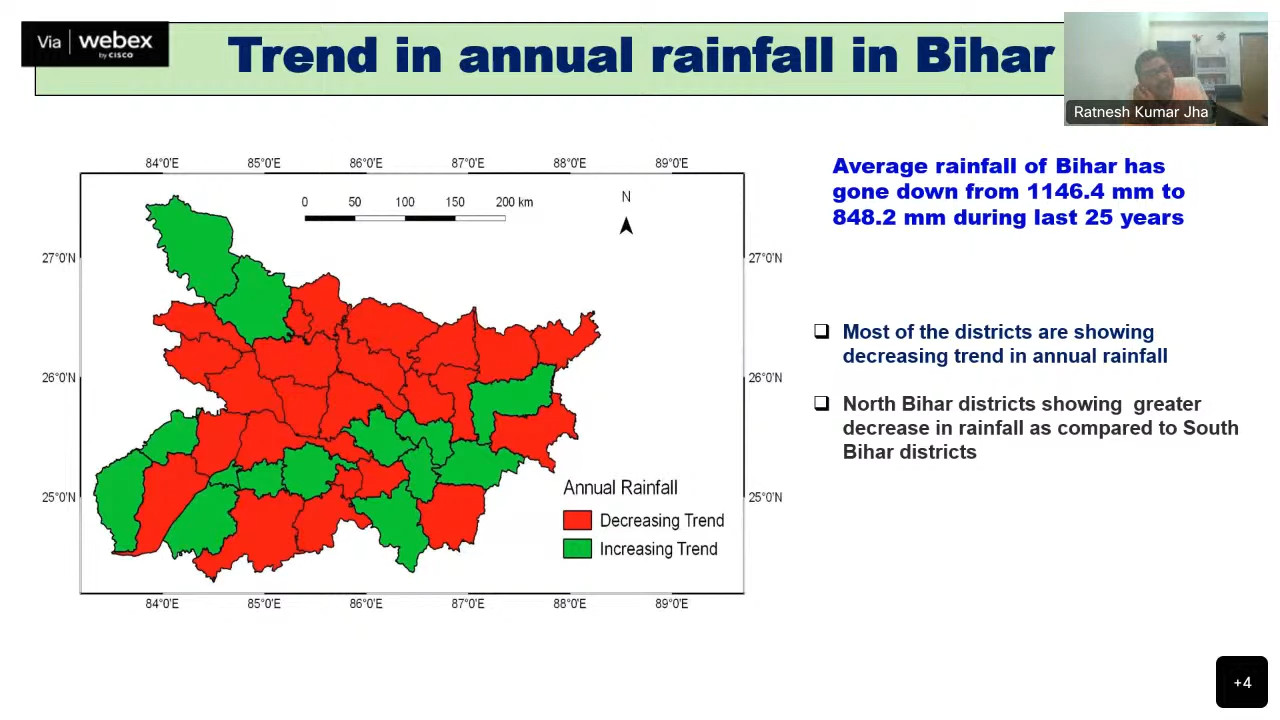 Via webex
by CISCO
Trend in annual rainfall in Bihar
Ratnesh Kumar Jha
84°0'E 85°0'E 86°0'E 87°0'E 88°0'E 89°0'E
0 50 100 150 200 km
N
27°0'N 27°0'N
26°0'N 26°0'N
25°0'N 25°0'N
Annual Rainfall
Decreasing Trend
Increasing Trend
84°0'E 85°0'E 86°0'E 87°0'E 88°0'E 89°0'E
Average rainfall of Bihar has
gone down from 1146.4 mm to
848.2 mm during last 25 years
Most of the districts are showing
decreasing trend in annual rainfall
North Bihar districts showing greater
decrease in rainfall as compared to South
Bihar districts
+4